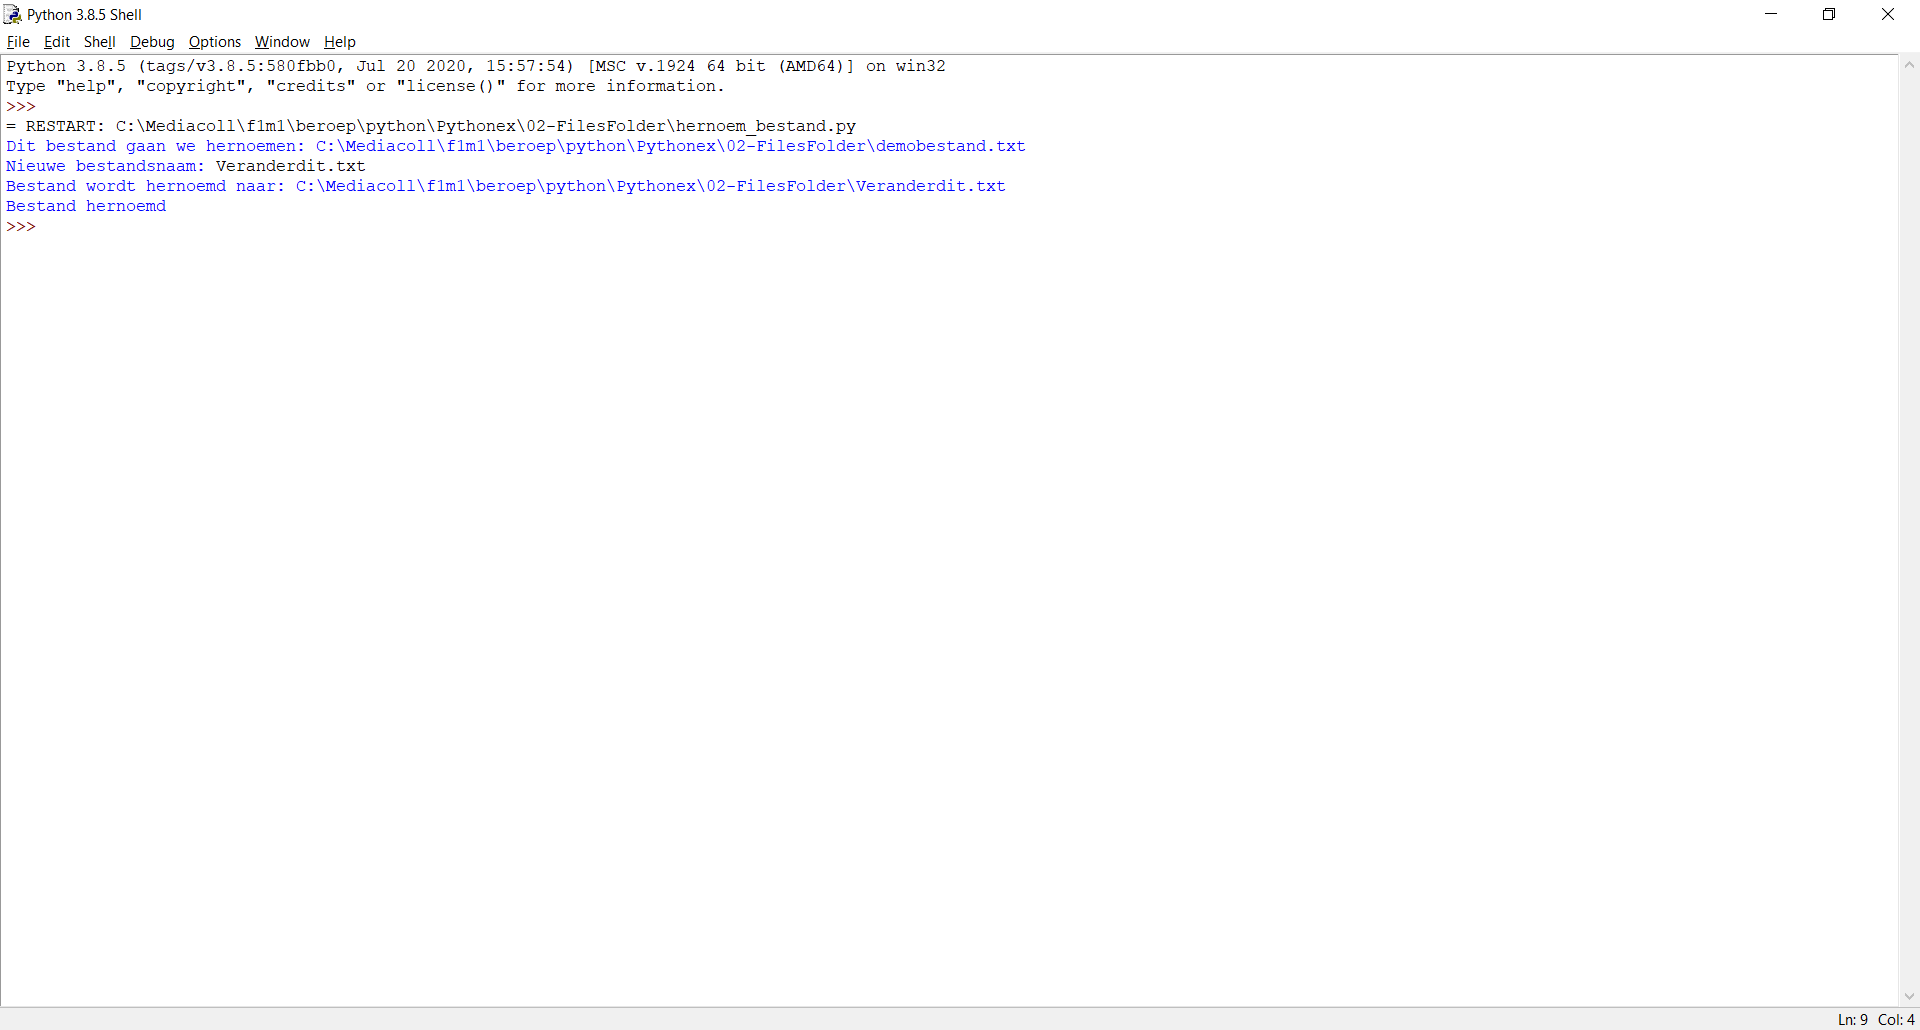 Python 3.8.5 Shell
File Edit Shell Debug Options Window Help
Python 3.8.5 (tags/v3.8.5:580fbb0, Jul 20 2020, 15:57:54) [MSC v.1924 64 bit (AMD64)] on win32
Type "help", "copyright", "credits" or "license()" for more information.
>>>
= RESTART: C:\Mediacoll\f1m1\beroep\python\Pythonex\02-FilesFolder\hernoem_bestand.py
Dit bestand gaan we hernoemen: C:\Mediacoll\f1m1\beroep\python\Pythonex\02-FilesFolder\demobestand.txt
Nieuwe bestandsnaam: Veranderdit.txt
Bestand wordt hernoemd naar: C:\Mediacoll\f1m1\beroep\python\Pythonex\02-FilesFolder\Veranderdit.txt
Bestand hernoemd
>>>
Ln: 9 Col: 4